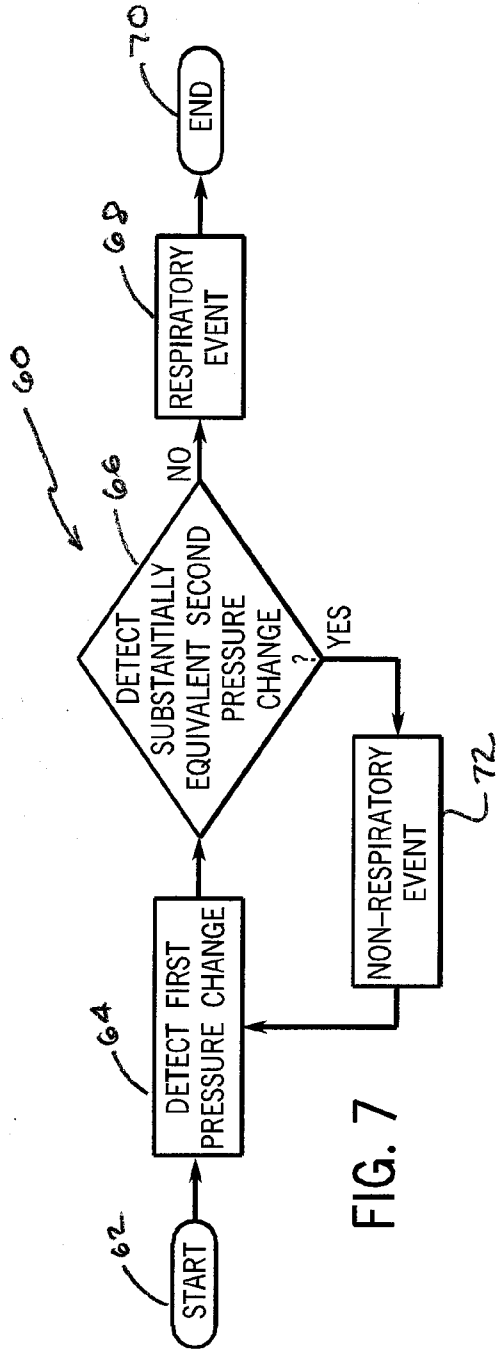 60
62
START
64
DETECT FIRST
PRESSURE CHANGE
66
DETECT
SUBSTANTIALLY
EQUIVALENT SECOND
PRESSURE
CHANGE
?
NO
68
RESPIRATORY
EVENT
70
END
YES
NON-RESPIRATORY
EVENT
72
FIG. 7